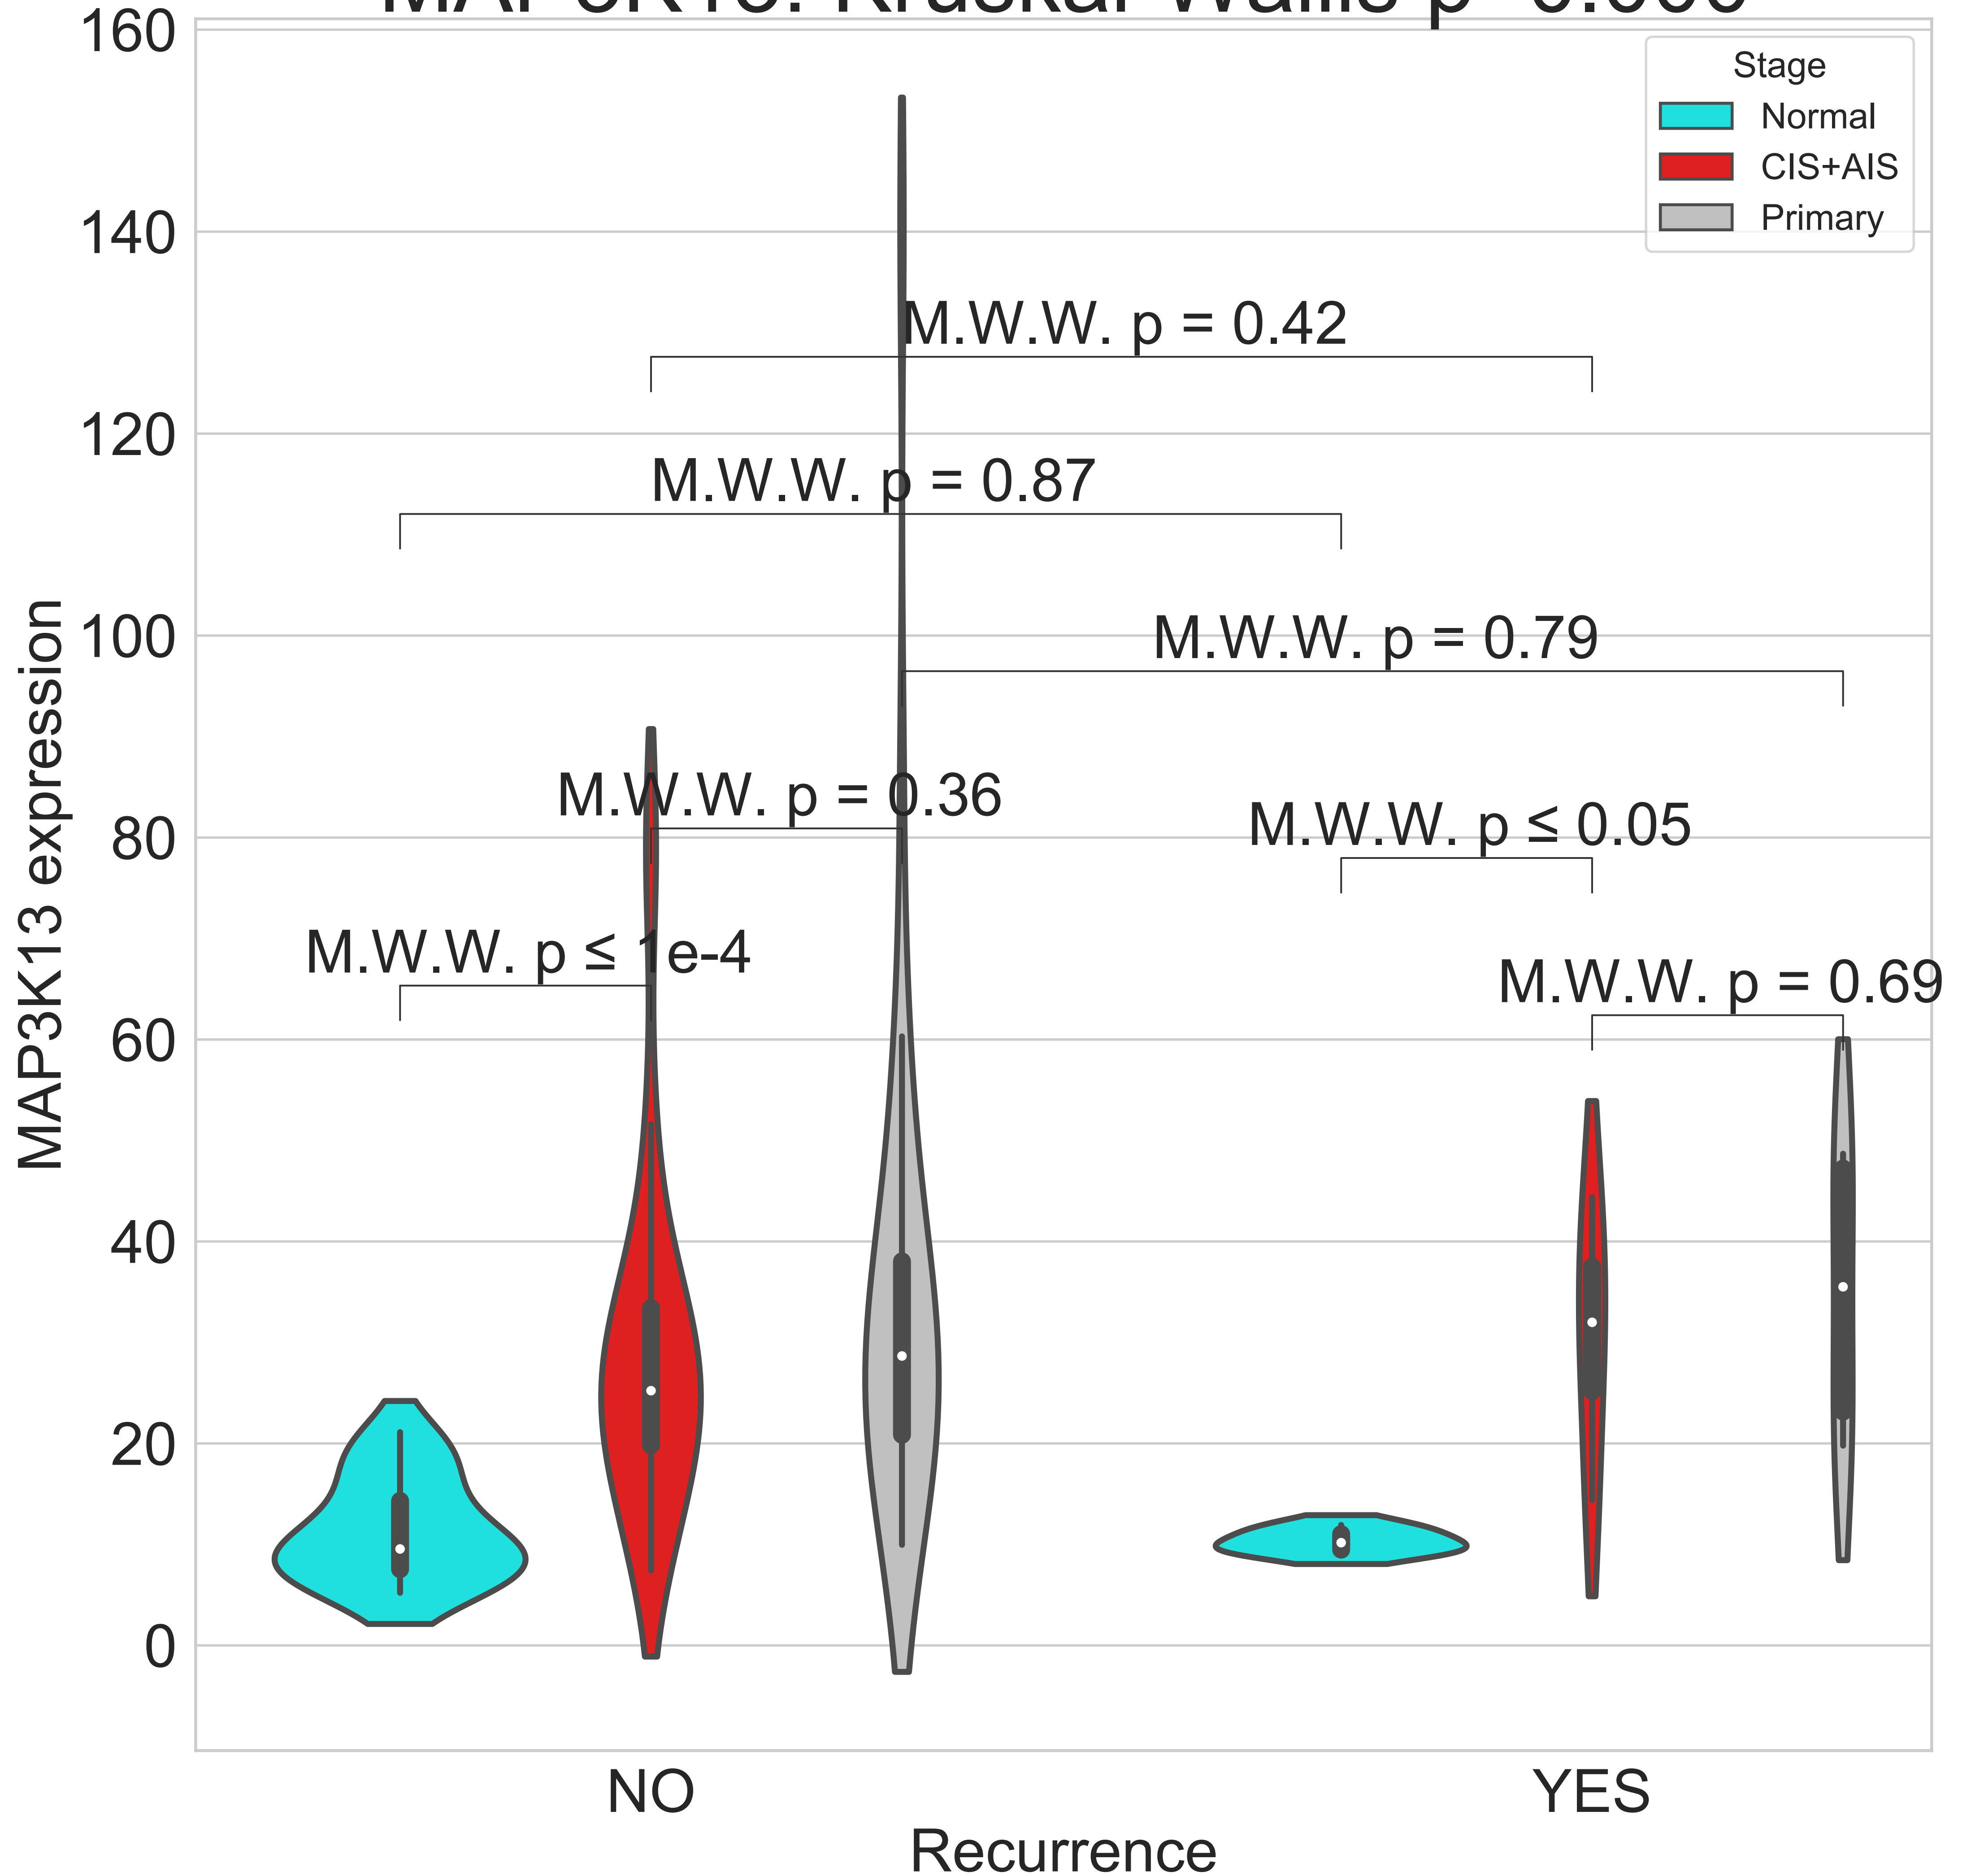 160
Stage
Normal
CIS+AIS
Primary
140
M.W.W. p = 0.42
120
M.W.W. p = 0.87
100
M.W.W. p = 0.79
M.W.W. p = 0.36
80
M.W.W. p ≤ 0.05
M.W.W. p ≤ 1e-4
M.W.W. p = 0.69
60
40
20
0
MAP3K13 expression
NO
YES
Recurrence